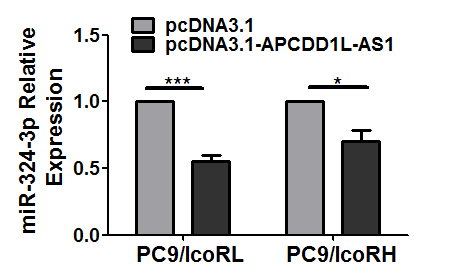 pcDNA3.1
pcDNA3.1-APCDD1L-AS1
miR-324-3p Relative
Expression
1.5
1.0
0.5
0.0
***
*
PC9/IcoRL
PC9/IcoRH